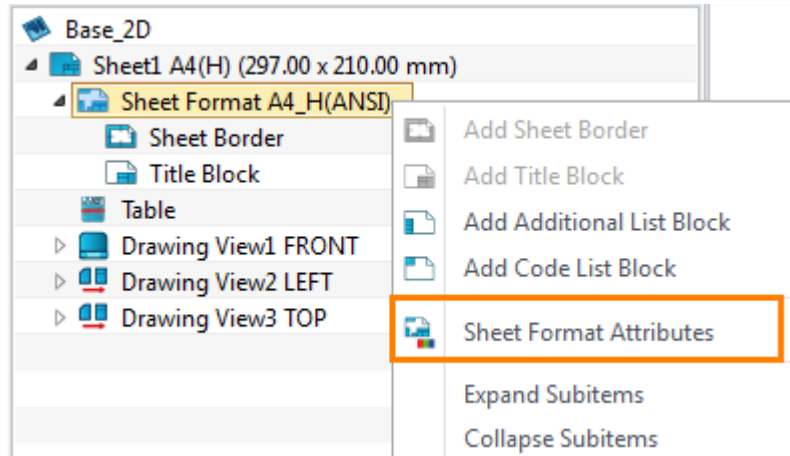 Base_2D
Sheet1 A4(H) (297.00 x 210.00 mm)
Sheet Format A4_H(ANSI)
Sheet Border
Title Block
Table
Drawing View1 FRONT
Drawing View2 LEFT
Drawing View3 TOP
Add Sheet Border
Add Title Block
Add Additional List Block
Add Code List Block
Sheet Format Attributes
Expand Subitems
Collapse Subitems